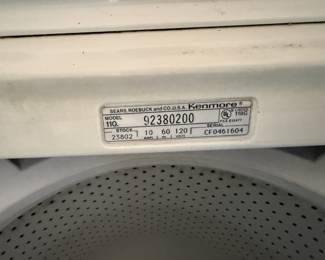 SEARS, ROEBUCK and CO., U.S.A. Kenmore
MODEL
110. 92380200
STOCK
23802
10 60 120
SERIAL
CF0461604